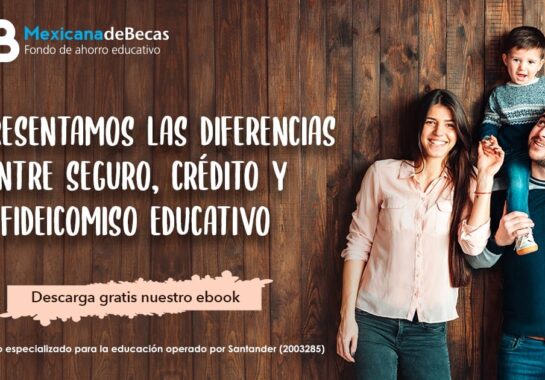 B MexicanadeBecas
Fondo de ahorro educativo
RESENTAMOS LAS DIFERENCIAS
NTRE SEGURO, CRÉDITO Y
FIDEICOMISO EDUCATIVO
Descarga gratis nuestro ebook
o especializado para la educación operado por Santander (2003285)